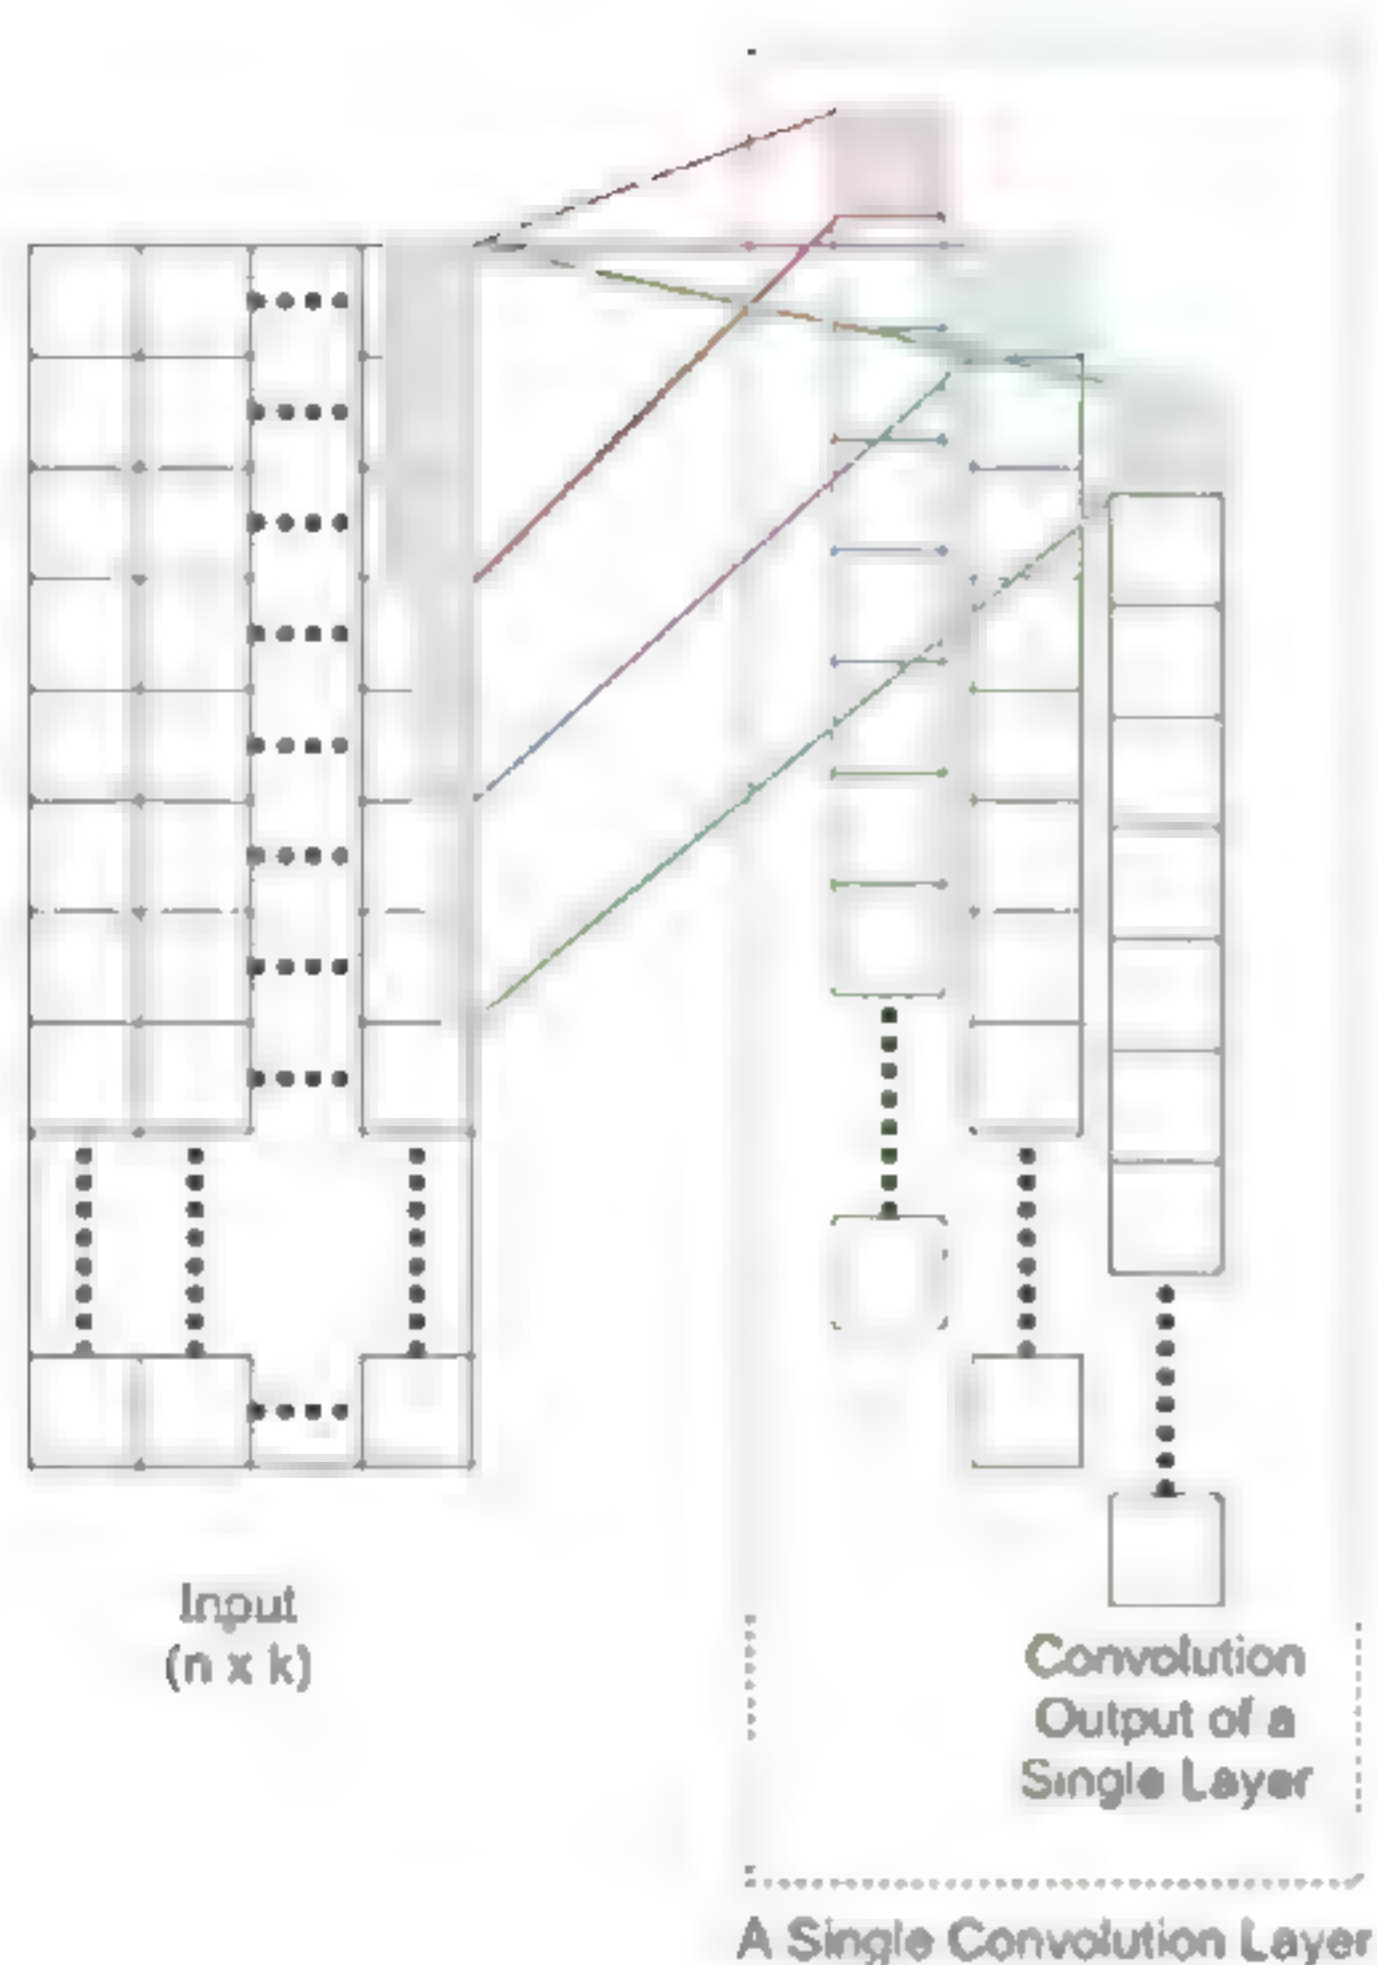 Input
(n x k)
Convolution
Output of a
Single Layer
A Single Convolution Layer